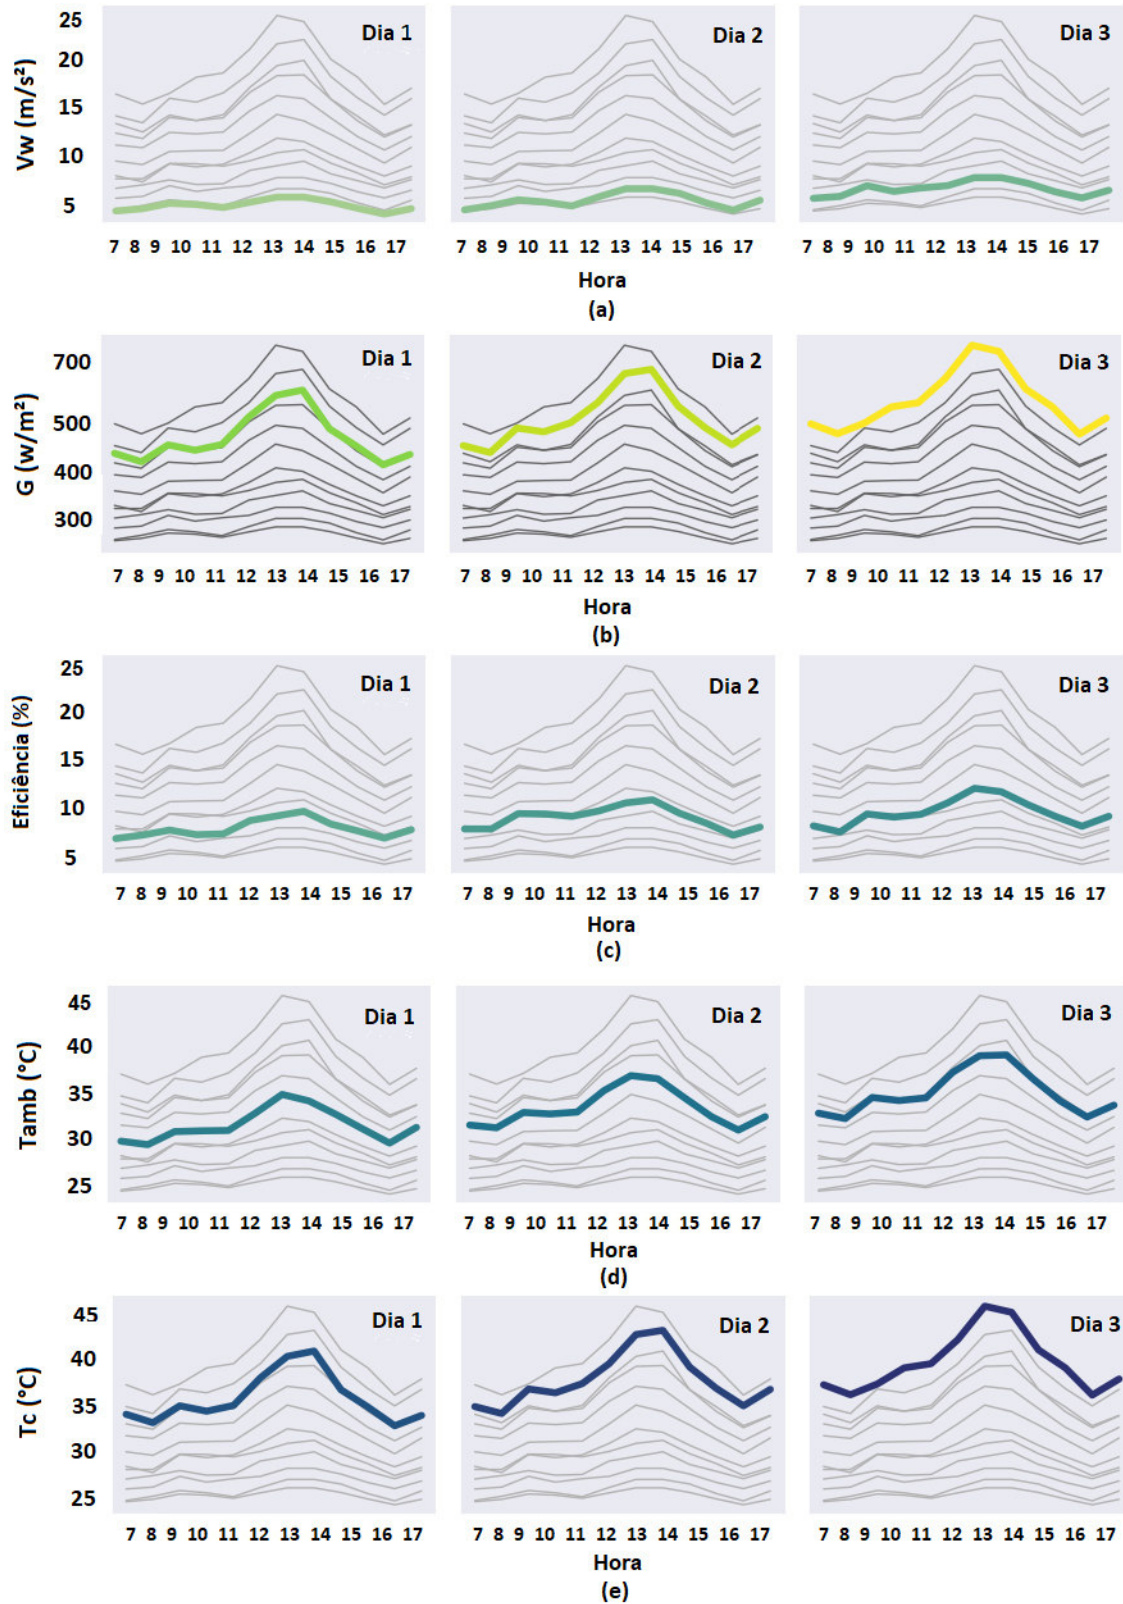 25
20
15
10
5
Vw (m/s²)
Dia 1
Dia 2
Dia 3
7 8 9 10 11 12 13 14 15 16 17
7 8 9 10 11 12 13 14 15 16 17
7 8 9 10 11 12 13 14 15 16 17
Hora
(a)
700
500
400
300
G (w/m²)
Dia 1
Dia 2
Dia 3
7 8 9 10 11 12 13 14 15 16 17
7 8 9 10 11 12 13 14 15 16 17
7 8 9 10 11 12 13 14 15 16 17
Hora
(b)
25
20
15
10
5
Eficiência (%)
Dia 1
Dia 2
Dia 3
7 8 9 10 11 12 13 14 15 16 17
7 8 9 10 11 12 13 14 15 16 17
7 8 9 10 11 12 13 14 15 16 17
Hora
(c)
45
40
35
30
25
Tamb (°C)
Dia 1
Dia 2
Dia 3
7 8 9 10 11 12 13 14 15 16 17
7 8 9 10 11 12 13 14 15 16 17
7 8 9 10 11 12 13 14 15 16 17
Hora
(d)
45
40
35
30
25
Tc (°C)
Dia 1
Dia 2
Dia 3
7 8 9 10 11 12 13 14 15 16 17
7 8 9 10 11 12 13 14 15 16 17
7 8 9 10 11 12 13 14 15 16 17
Hora
(e)